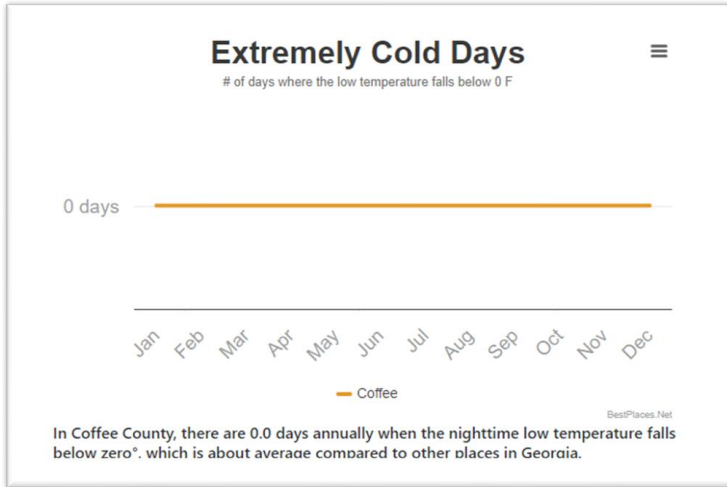 Extremely Cold Days
# of days where the low temperature falls below 0 F
0 days
Jan Feb Mar Apr May Jun Jul Aug Sep Oct Nov Dec
Coffee
BestPlaces.Net
In Coffee County, there are 0.0 days annually when the nighttime low temperature falls
below zero°, which is about average compared to other places in Georgia.